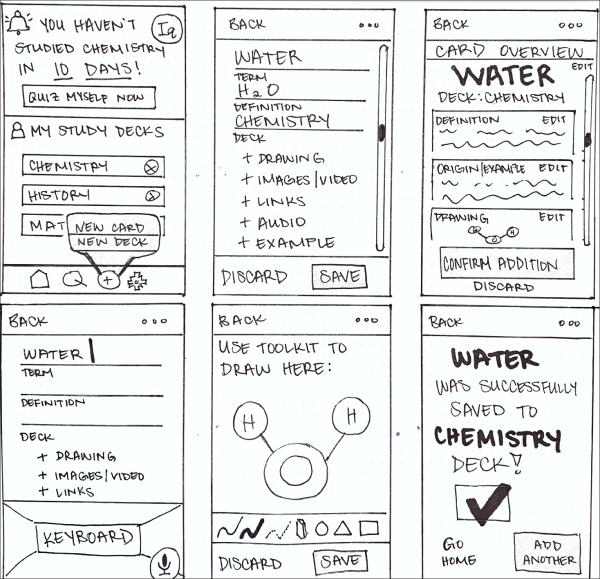 YOU HAVEN'T
STUDIED CHEMISTRY
IN 10 DAYS!
QUIZ MYSELF NOW
MY STUDY DECKS
CHEMISTRY
HISTORY
MAT
NEW CARD
NEW DECK
BACK
WATER
TERM
H2O
DEFINITION
CHEMISTRY
DECK
+ DRAWING
+ IMAGES/VIDEO
+ LINKS
+ AUDIO
+ EXAMPLE
DISCARD SAVE
BACK
CARD OVERVIEW
EDIT
WATER
DECK: CHEMISTRY
DEFINITION EDIT
ORIGIN/EXAMPLE EDIT
DRAWING EDIT
H H
CONFIRM ADDITION
DISCARD
BACK
WATER
TERM
DEFINITION
DECK
+ DRAWING
+ IMAGES/VIDEO
+ LINKS
KEYBOARD
BACK
USE TOOLKIT TO
DRAW HERE:
H H
O
DISCARD SAVE
BACK
WATER
WAS SUCCESSFULLY
SAVED TO
CHEMISTRY
DECK!
GO
HOME
ADD
ANOTHER